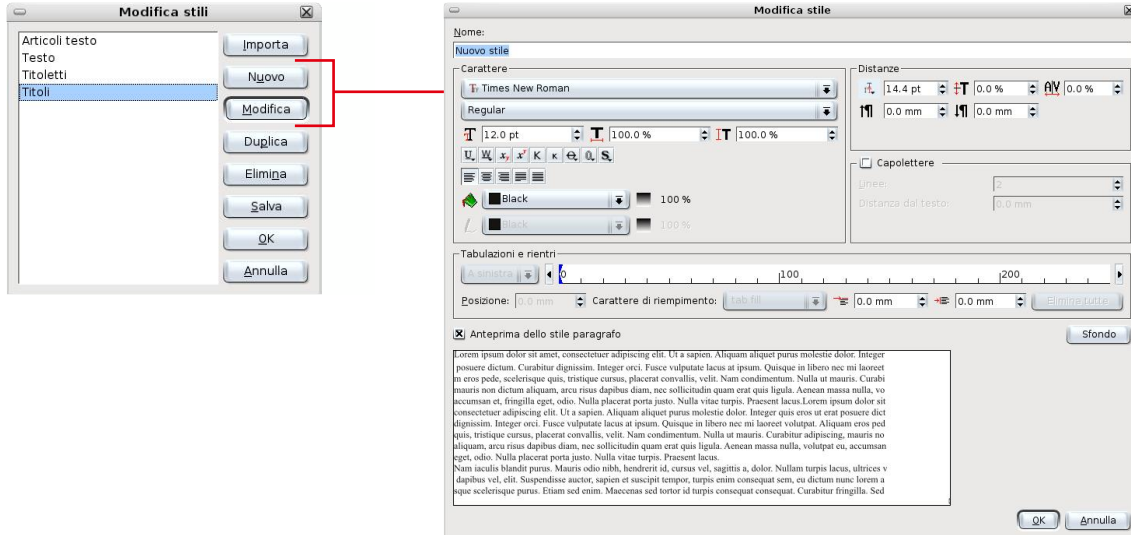 Modifica stili
Articoli testo
Testo
Titoletti
Titoli
Importa
Nuovo
Modifica
Duplica
Elimina
Salva
OK
Annulla
Modifica stile
Nome:
Nuovo stile
Carattere
Times New Roman
Regular
12.0 pt 100.0 % 100.0 %
Black 100 %
Black 100 %
Distanze
14.4 pt 0.0 % 0.0 %
0.0 mm 0.0 mm
Capolettere
Linee: 2
Distanza dal testo: 0.0 mm
Tabulazioni e rientri
A sinistra 0 100 200
Posizione: 0.0 mm Carattere di riempimento: tab fill 0.0 mm 0.0 mm Elimina tutte
Anteprima dello stile paragrafo Sfondo
Lorem ipsum dolor sit amet, consectetuer adipiscing elit. Ut a sapien. Aliquam aliquet purus molestie dolor. Integer
posuere dictum. Curabitur dignissim. Integer orci. Fusce vulputate lacus at ipsum. Quisque in libero nec mi laoreet
m eros pede, scelerisque quis, tristique cursus, placerat convallis, velit. Nam condimentum. Nulla ut mauris. Curabi
mauris non dictum aliquam, arcu risus dapibus diam, nec sollicitudin quam erat quis ligula. Aenean massa nulla, vo
accumsan et, fringilla eget, odio. Nulla placerat porta justo. Nulla vitae turpis. Praesent lacus.Lorem ipsum dolor sit
consectetuer adipiscing elit. Ut a sapien. Aliquam aliquet purus molestie dolor. Integer quis eros ut erat posuere dict
dignissim. Integer orci. Fusce vulputate lacus at ipsum. Quisque in libero nec mi laoreet volutpat. Aliquam eros ped
quis, tristique cursus, placerat convallis, velit. Nam condimentum. Nulla ut mauris. Curabitur adipiscing, mauris no
aliquam, arcu risus dapibus diam, nec sollicitudin quam erat quis ligula. Aenean massa nulla, volutpat eu, accumsan
eget, odio. Nulla placerat porta justo. Nulla vitae turpis. Praesent lacus.
Nam iaculis blandit purus. Mauris odio nibh, hendrerit id, cursus vel, sagittis a, dolor. Nullam turpis lacus, ultrices v
dapibus vel, elit. Suspendisse auctor, sapien et suscipit tempor, turpis enim consequat sem, eu dictum nunc lorem a
sque scelerisque purus. Etiam sed enim. Maecenas sed tortor id turpis consequat consequat. Curabitur fringilla. Sed
OK Annulla